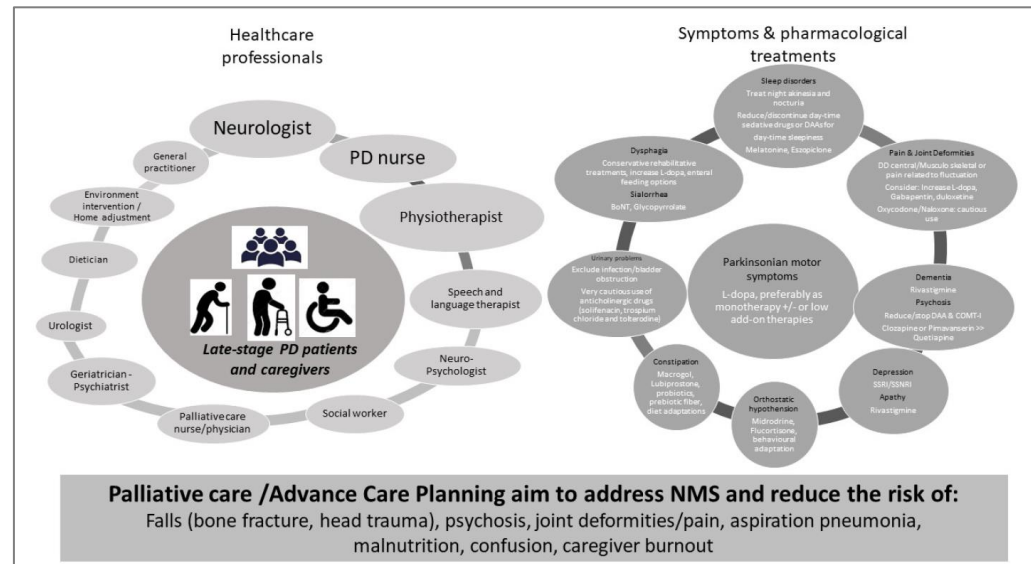 Healthcare
professionals
Neurologist
PD nurse
Physiotherapist
Speech and
language therapist
Neuro-
Psychologist
Social worker
Palliative care
nurse/physician
Geriatrician -
Psychiatrist
Urologist
Dietician
Environment
intervention /
Home adjustment
General
practitioner
Late-stage PD patients
and caregivers
Symptoms & pharmacological
treatments
Sleep disorders
Treat night akinesia and
nocturia
Reduce/discontinue day-time
sedative drugs or DAAs for
day-time sleepiness
Melatonine, Eszopiclone
Pain & Joint Deformities
DD central/Musculo skeletal or
pain related to fluctuation
Consider: Increase L-dopa,
Gabapentin, duloxetine
Oxycodone/Naloxone: cautious
use
Dementia
Rivastigmine
Psychosis
Reduce/stop DAA & COMT-I
Clozapine or Pimavanserin >>
Quetiapine
Depression
SSRI/SSNRI
Apathy
Rivastigmine
Orthostatic
hypothension
Midrodrine,
Flucortisone,
behavioural
adaptation
Constipation
Macrogol,
Lubiprostone,
probiotics,
prebiotic fiber,
diet adaptations
Urinary problems
Exclude infection/bladder
obstruction
Very cautious use of
anticholinergic drugs
(solifenacin, trospium
chloride and tolterodine)
Dysphagia
Conservative rehabilitative
treatments, increase L-dopa, enteral
feeding options
Sialorrhea
BoNT, Glycopyrrolate
Parkinsonian motor
symptoms
L-dopa, preferably as
monotherapy +/- or low
add-on therapies
Palliative care /Advance Care Planning aim to address NMS and reduce the risk of:
Falls (bone fracture, head trauma), psychosis, joint deformities/pain, aspiration pneumonia,
malnutrition, confusion, caregiver burnout